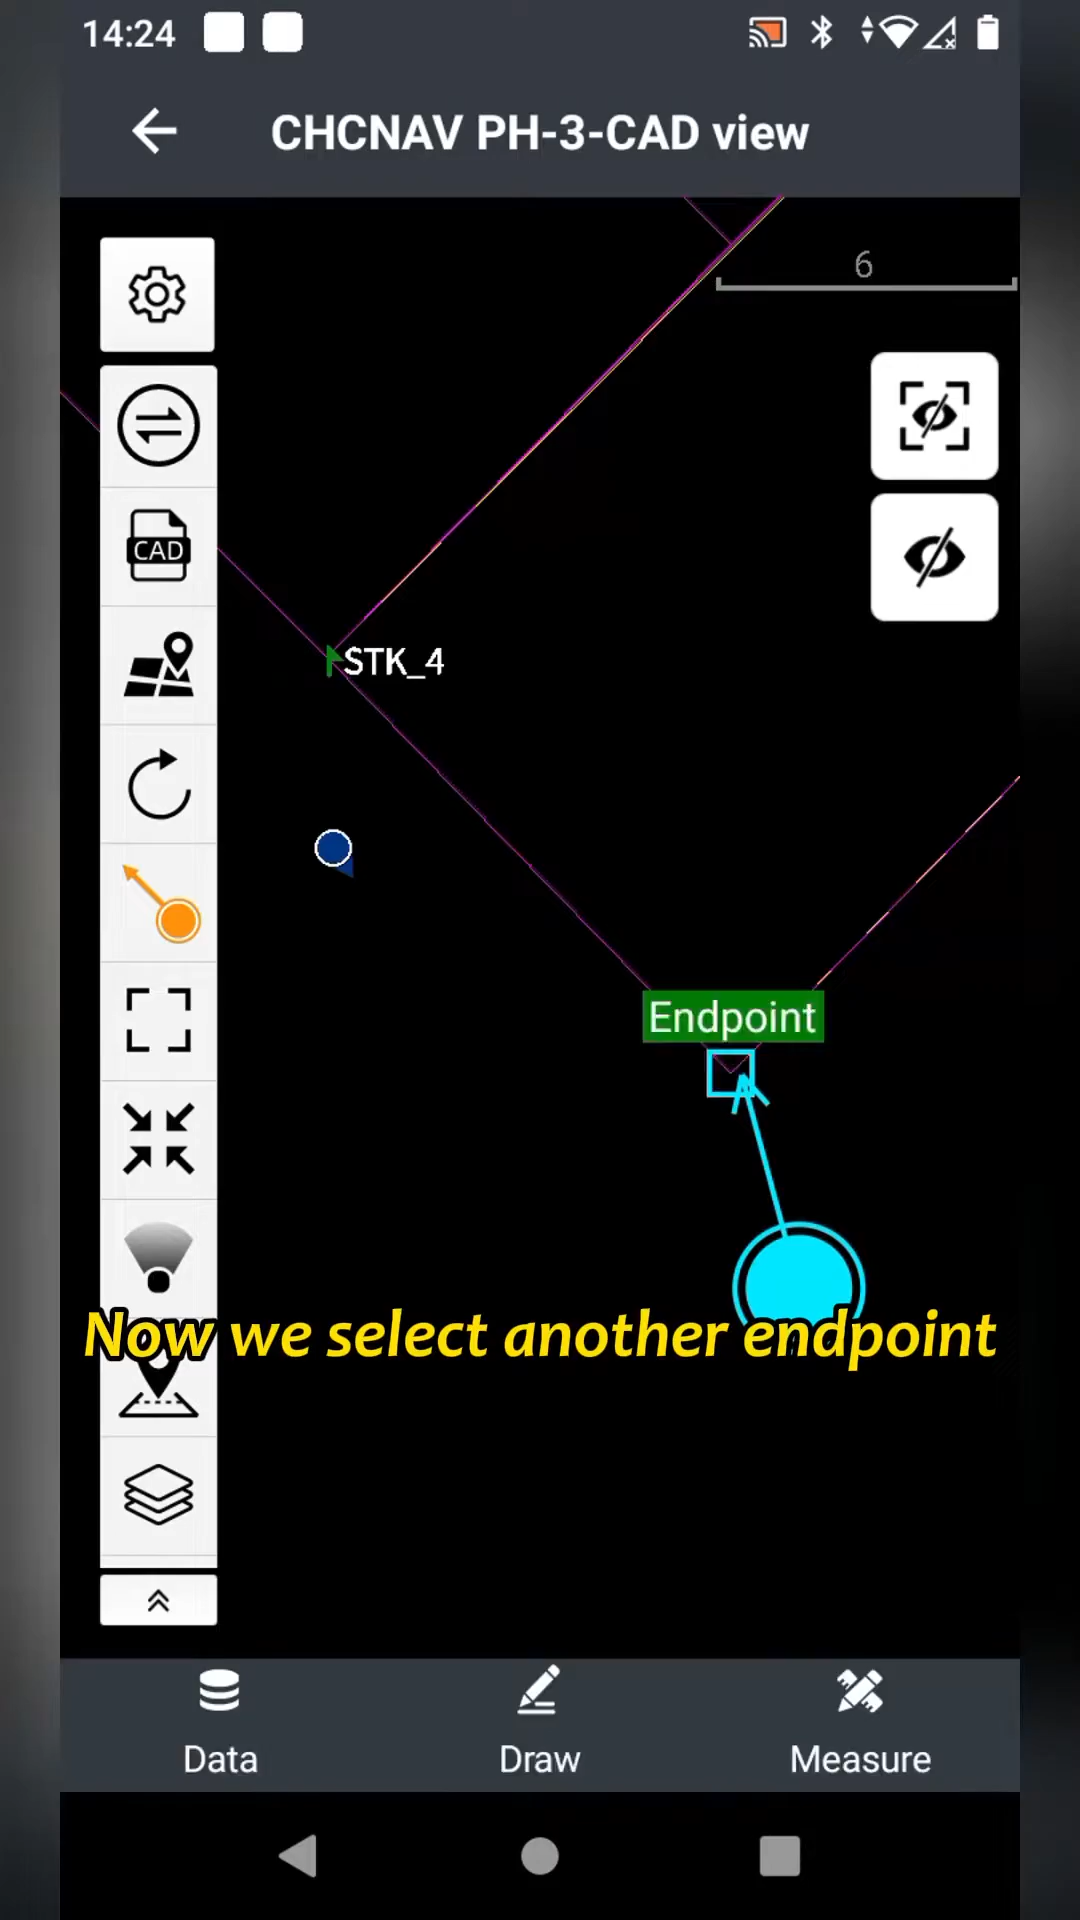 14:24
CHCNAV PH-3-CAD view
6
CAD
STK_4
Endpoint
Now we select another endpoint
Data
Draw
Measure